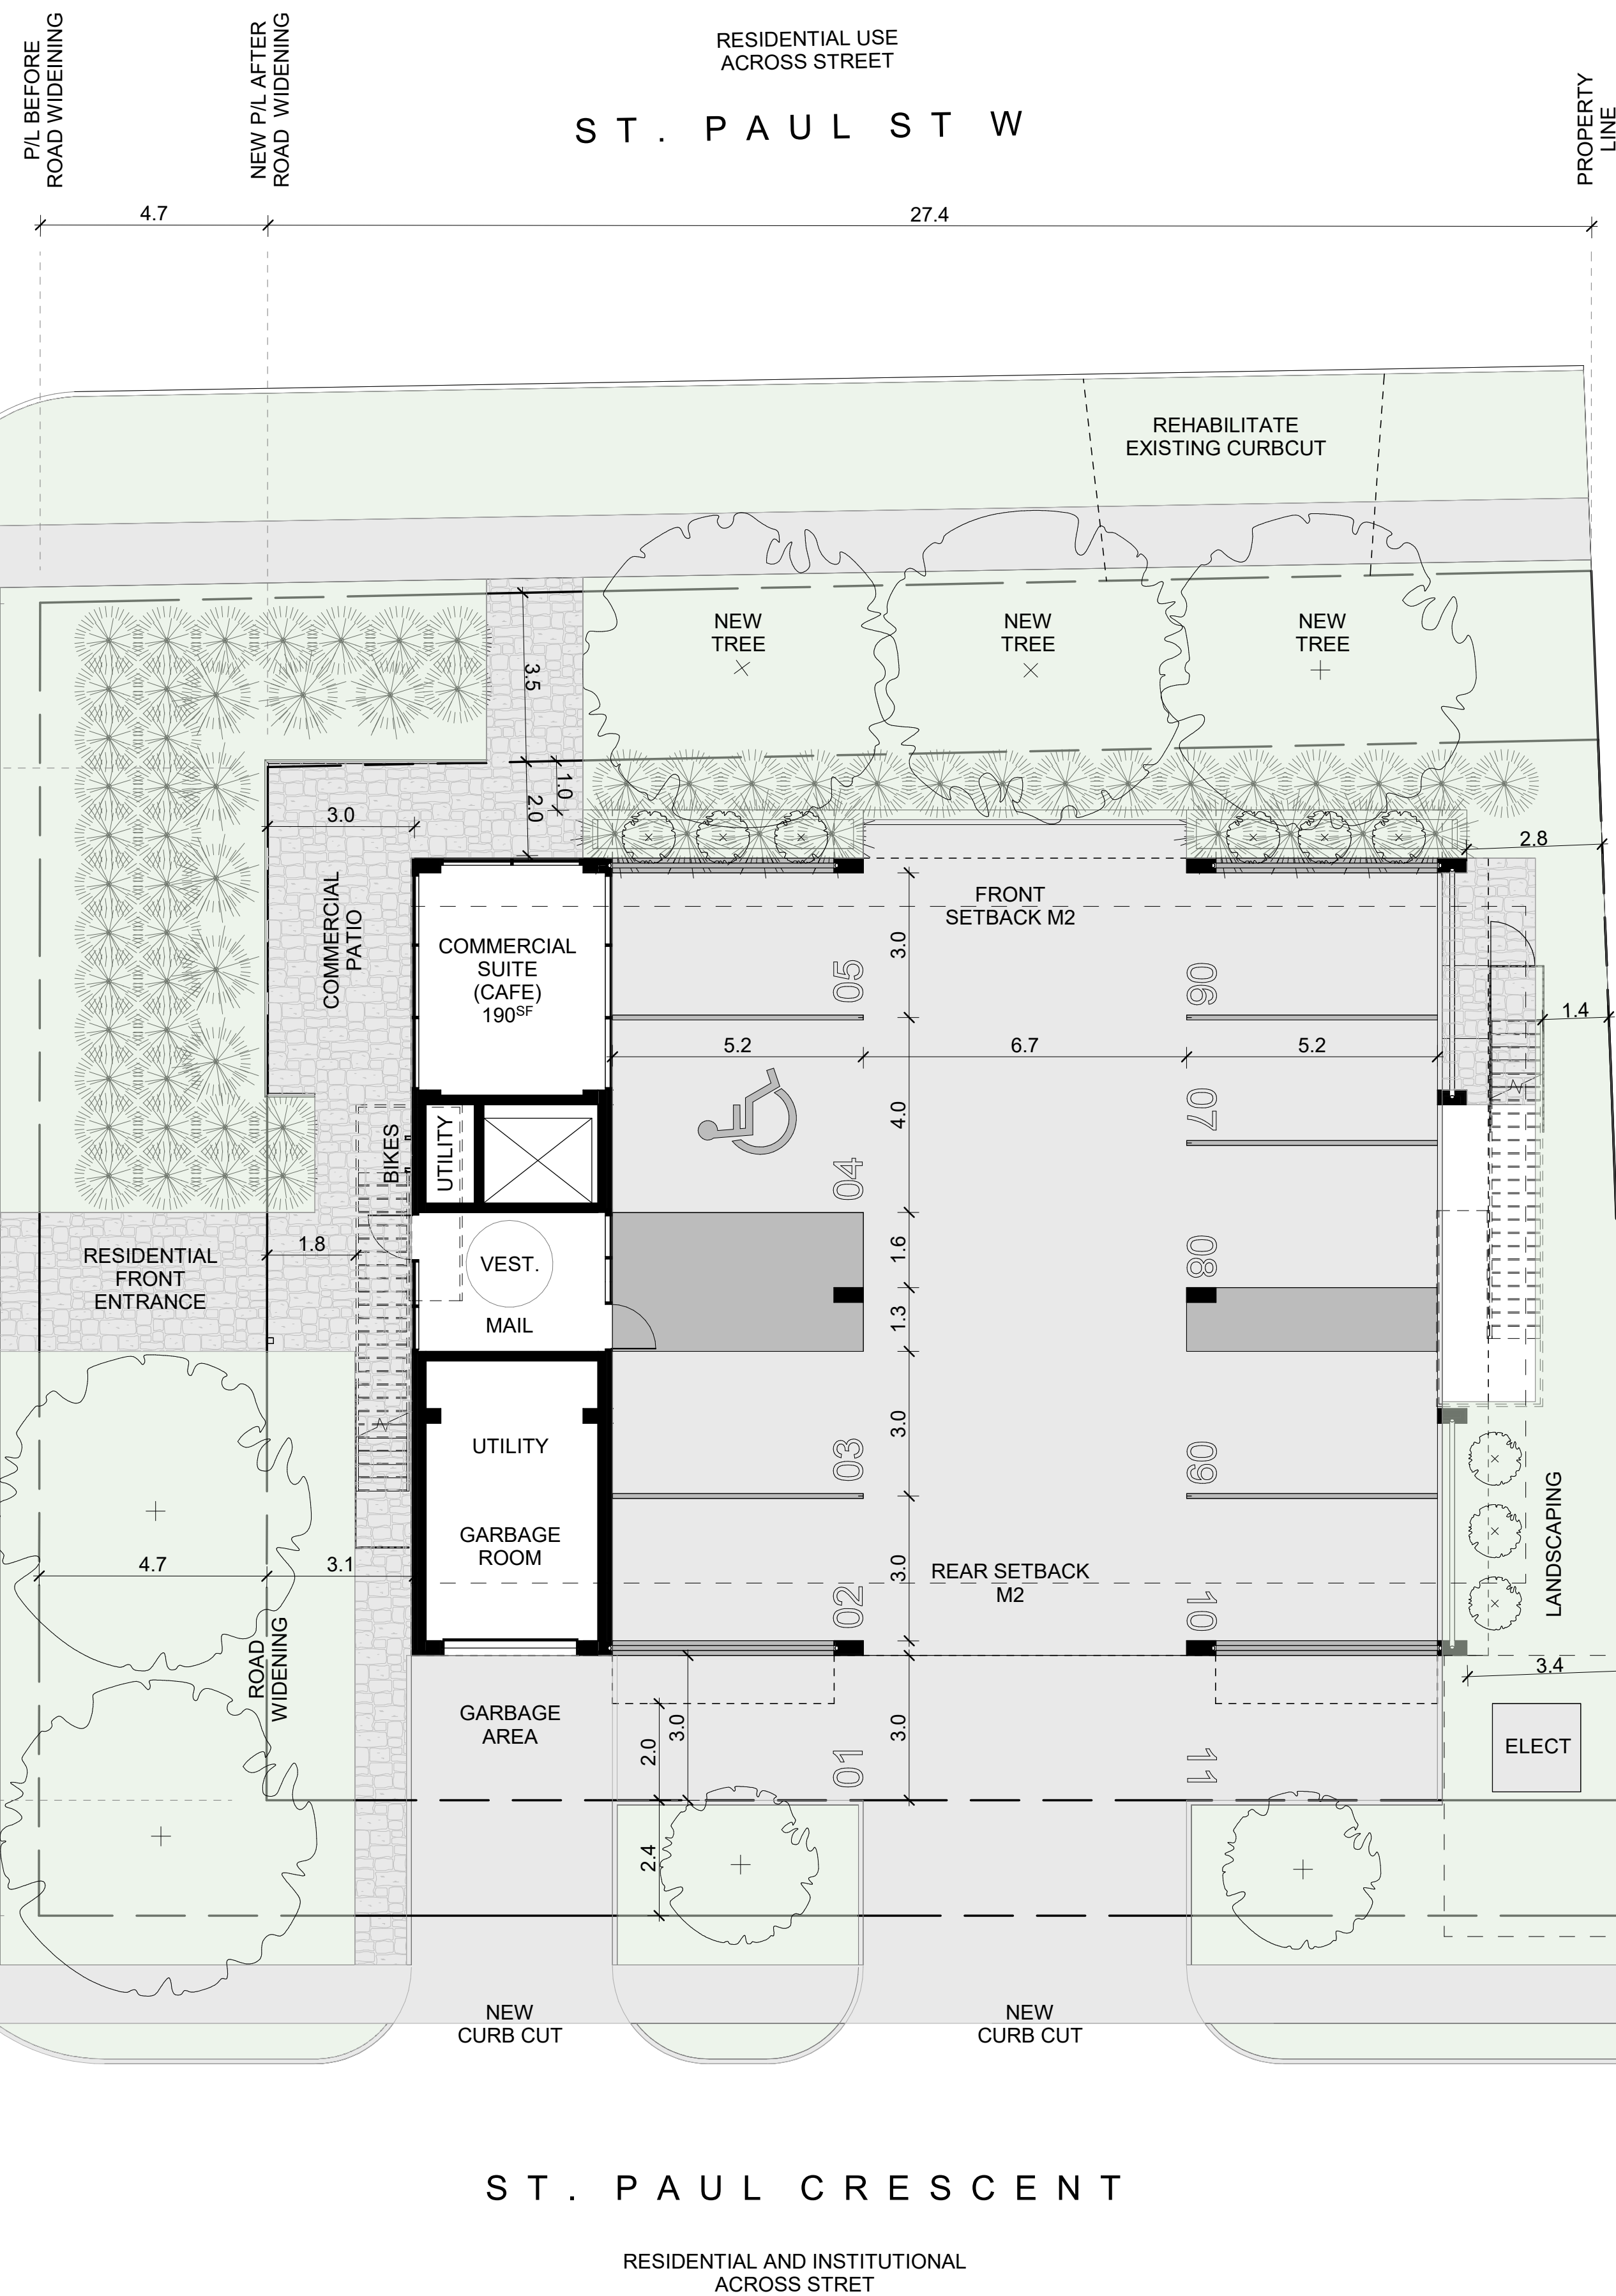 P/L BEFORE
ROAD WIDEINING
NEW P/L AFTER
ROAD WIDENING
RESIDENTIAL USE
ACROSS STREET
ST. PAUL ST W
PROPERTY
LINE
4.7
27.4
REHABILITATE
EXISTING CURBCUT
NEW
TREE
NEW
TREE
NEW
TREE
3.5
1.0
2.0
3.0
2.8
COMMERCIAL
PATIO
COMMERCIAL
SUITE
(CAFE)
190SF
FRONT
SETBACK M2
3.0
05
06
1.4
5.2
6.7
5.2
07
4.0
BIKES
UTILITY
04
RESIDENTIAL
FRONT
ENTRANCE
1.8
VEST.
MAIL
1.6
08
1.3
3.0
UTILITY
03
09
GARBAGE
ROOM
LANDSCAPING
4.7
3.1
3.0
REAR SETBACK
M2
02
10
ROAD
WIDENING
3.4
GARBAGE
AREA
2.0
3.0
3.0
01
11
ELECT
2.4
NEW
CURB CUT
NEW
CURB CUT
ST. PAUL CRESCENT
RESIDENTIAL AND INSTITUTIONAL
ACROSS STRET